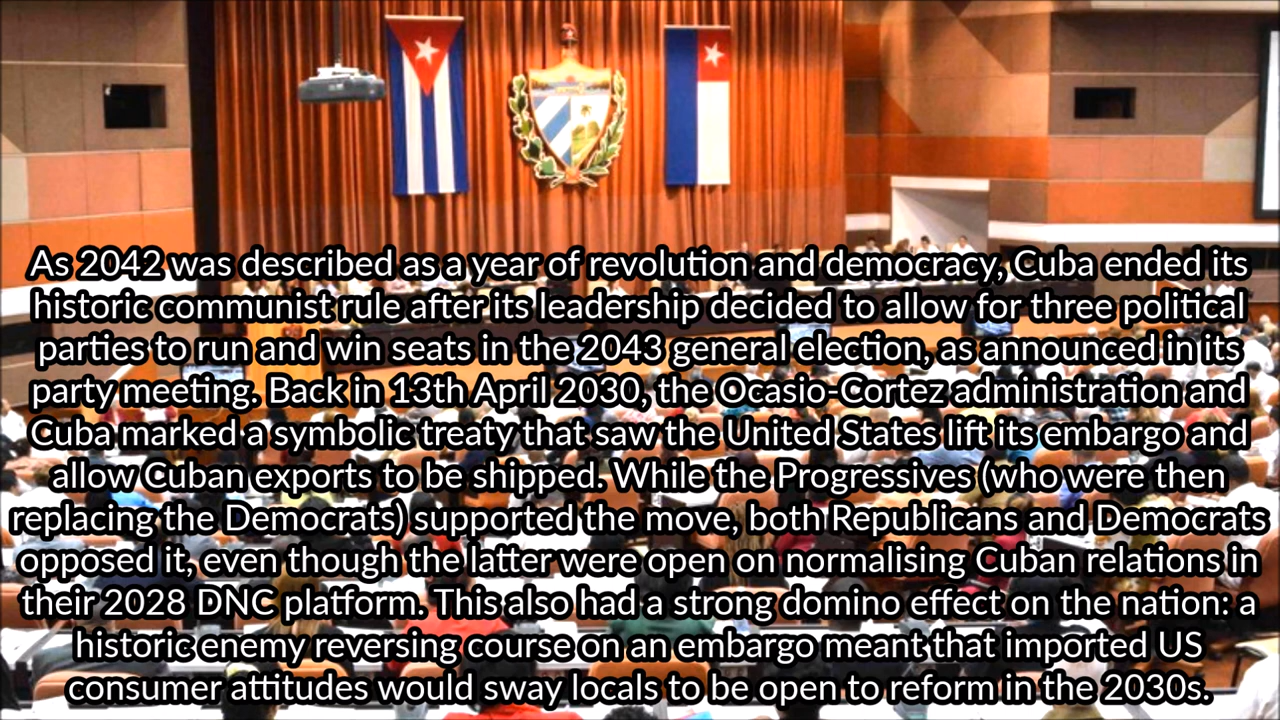 As 2042 was described as a year of revolution and democracy, Cuba ended its
historic communist rule after its leadership decided to allow for three political
parties to run and win seats in the 2043 general election, as announced in its
party meeting. Back in 13th April 2030, the Ocasio-Cortez administration and
Cuba marked a symbolic treaty that saw the United States lift its embargo and
allow Cuban exports to be shipped. While the Progressives (who were then
replacing the Democrats) supported the move, both Republicans and Democrats
opposed it, even though the latter were open on normalising Cuban relations in
their 2028 DNC platform. This also had a strong domino effect on the nation: a
historic enemy reversing course on an embargo meant that imported US
consumer attitudes would sway locals to be open to reform in the 2030s.